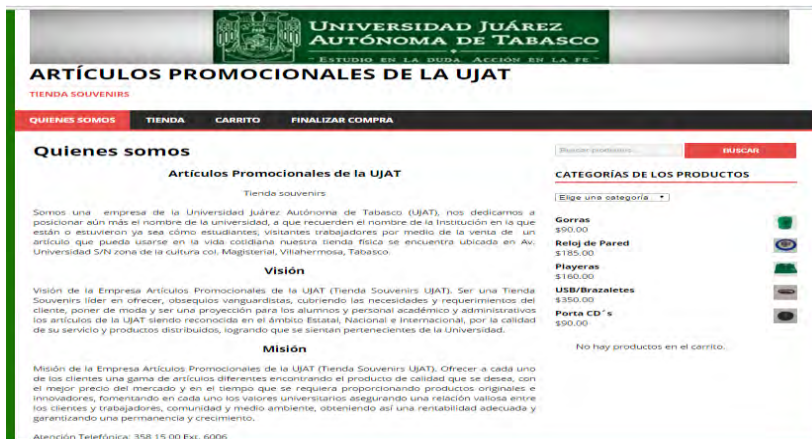 UNIVERSIDAD JUÁREZ
AUTÓNOMA DE TABASCO
"ESTUDIO EN LA DUDA. ACCIÓN EN LA FE"
ARTÍCULOS PROMOCIONALES DE LA UJAT
TIENDA SOUVENIRS
QUIENES SOMOS TIENDA CARRITO FINALIZAR COMPRA
Quienes somos
Artículos Promocionales de la UJAT
Tienda souvenirs
Somos una empresa de la Universidad Juárez Autónoma de Tabasco (UJAT), nos dedicamos a
posicionar aún más el nombre de la universidad, a que recuerden el nombre de la Institución en la que
están o estuvieron ya sea cómo estudiantes, visitantes trabajadores por medio de la venta de un
artículo que pueda usarse en la vida cotidiana nuestra tienda física se encuentra ubicada en Av.
Universidad S/N zona de la cultura col. Magisterial, Villahermosa, Tabasco.
Visión
Visión de la Empresa Artículos Promocionales de la UJAT (Tienda Souvenirs UJAT). Ser una Tienda
Souvenirs líder en ofrecer, obsequios vanguardistas, cubriendo las necesidades y requerimientos del
cliente, poner de moda y ser una proyección para los alumnos y personal académico y administrativos
los artículos de la UJAT siendo reconocida en el ámbito Estatal, Nacional e Internacional, por la calidad
de su servicio y productos distribuidos, logrando que se sientan pertenecientes de la Universidad.
Misión
Misión de la Empresa Artículos Promocionales de la UJAT (Tienda Souvenirs UJAT). Ofrecer a cada uno
de los clientes una gama de artículos diferentes encontrando el producto de calidad que se desea, con
el mejor precio del mercado y en el tiempo que se requiera proporcionando productos originales e
innovadores, fomentando en cada uno los valores universitarios asegurando una relación valiosa entre
los clientes y trabajadores, comunidad y medio ambiente, obteniendo así una rentabilidad adecuada y
garantizando una permanencia y crecimiento.
Atención Telefónica: 358 15 00 Ext. 6006
Buscar productos... BUSCAR
CATEGORÍAS DE LOS PRODUCTOS
Elige una categoría
Gorras
$90.00
Reloj de Pared
$185.00
Playeras
$160.00
USB/Brazaletes
$350.00
Porta CD´s
$90.00
No hay productos en el carrito.